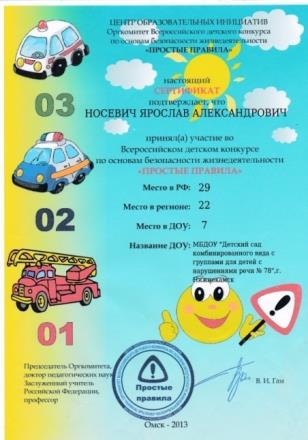 ЦЕНТР ОБРАЗОВАТЕЛЬНЫХ ИНИЦИАТИВ
Оргкомитет Всероссийского детского конкурса
по основам безопасности жизнедеятельности
"ПРОСТЫЕ ПРАВИЛА"
настоящий
СЕРТИФИКАТ
подтверждает, что
03
НОСЕВИЧ ЯРОСЛАВ АЛЕКСАНДРОВИЧ
принял(а) участие во
Всероссийском детском конкурсе
по основам безопасности жизнедеятельности
«ПРОСТЫЕ ПРАВИЛА»
Место в РФ: 29
Место в регионе: 22
02
Место в ДОУ: 7
Название ДОУ: МБДОУ "Детский сад
комбинированного вида с
группами для детей с
нарушениями речи № 78",г.
Нижнекамск
01
Председатель Оргкомитета,
доктор педагогических наук
Заслуженный учитель
Российской Федерации,
профессор
Простые
правила
В. И. Гам
Омск - 2013